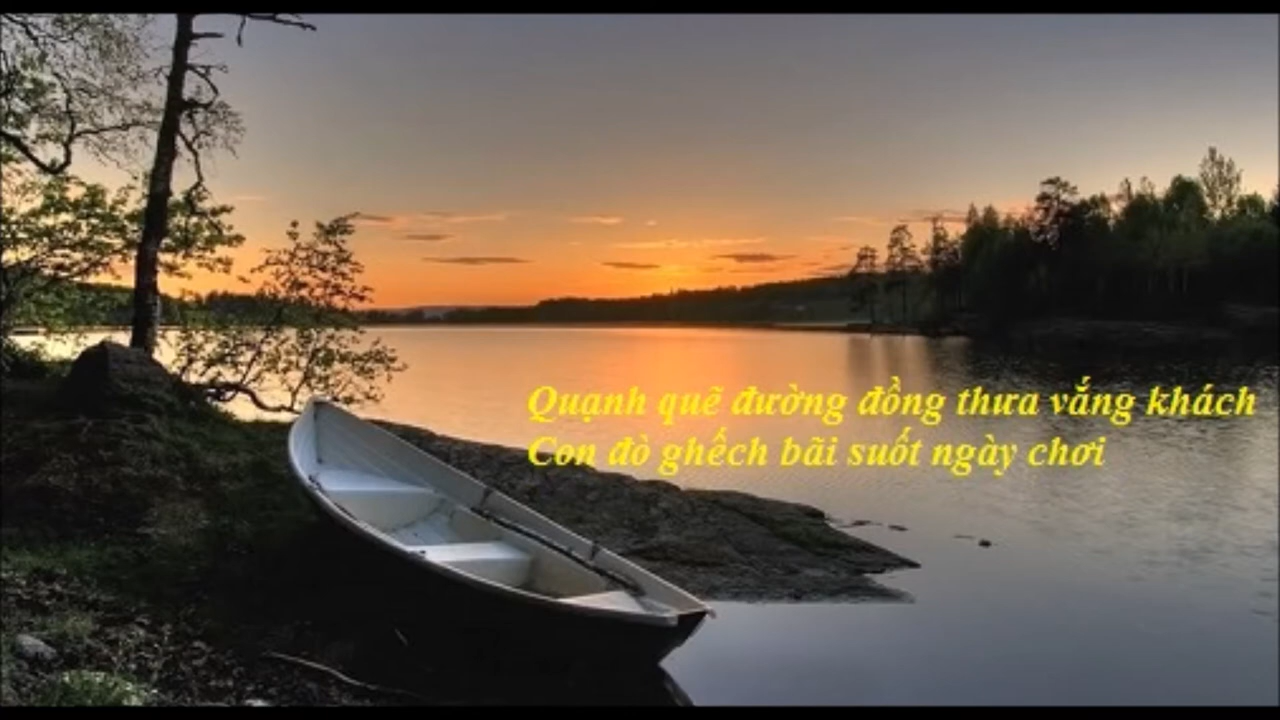 Quạnh quẽ đường đồng thưa vắng khách
Con đò ghếch bãi suốt ngày chơi